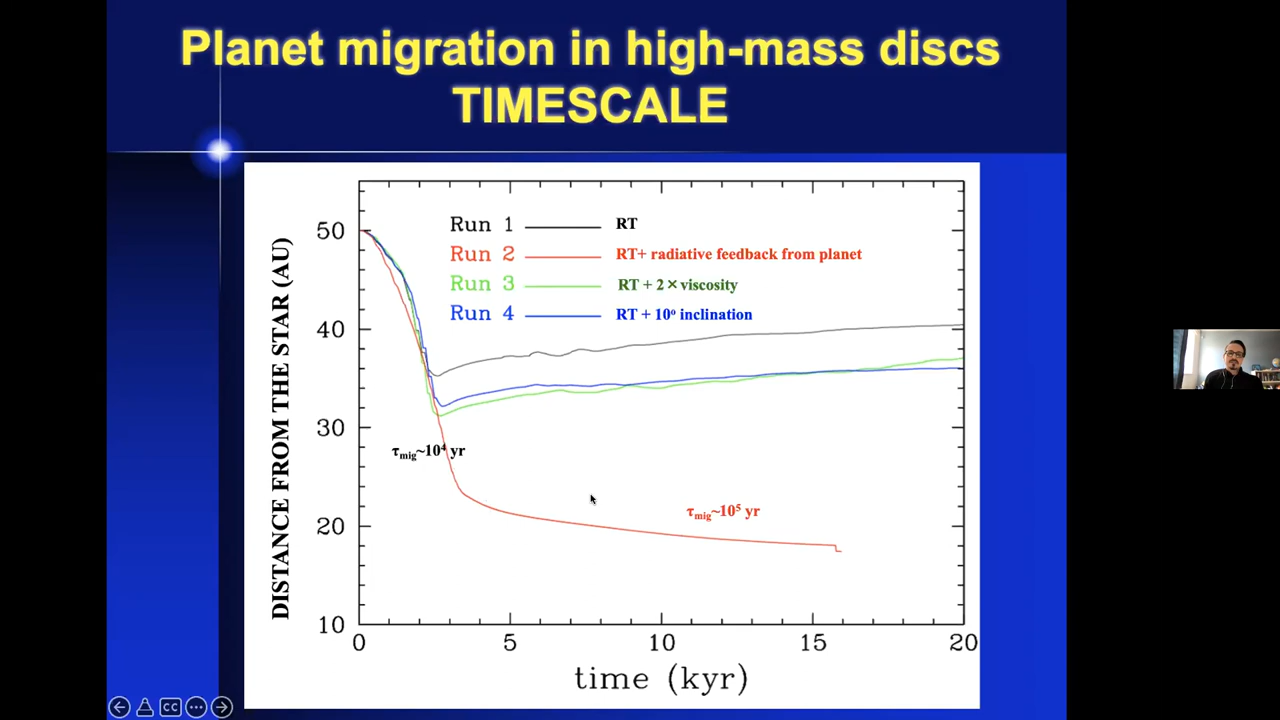 Planet migration in high-mass discs
TIMESCALE
DISTANCE FROM THE STAR (AU)
50
40
30
20
10
Run 1 RT
Run 2 RT+ radiative feedback from planet
Run 3 RT + 2 × viscosity
Run 4 RT + 10º inclination
τmig~10⁴ yr
τmig~10⁵ yr
0 5 10 15 20
time (kyr)
CC